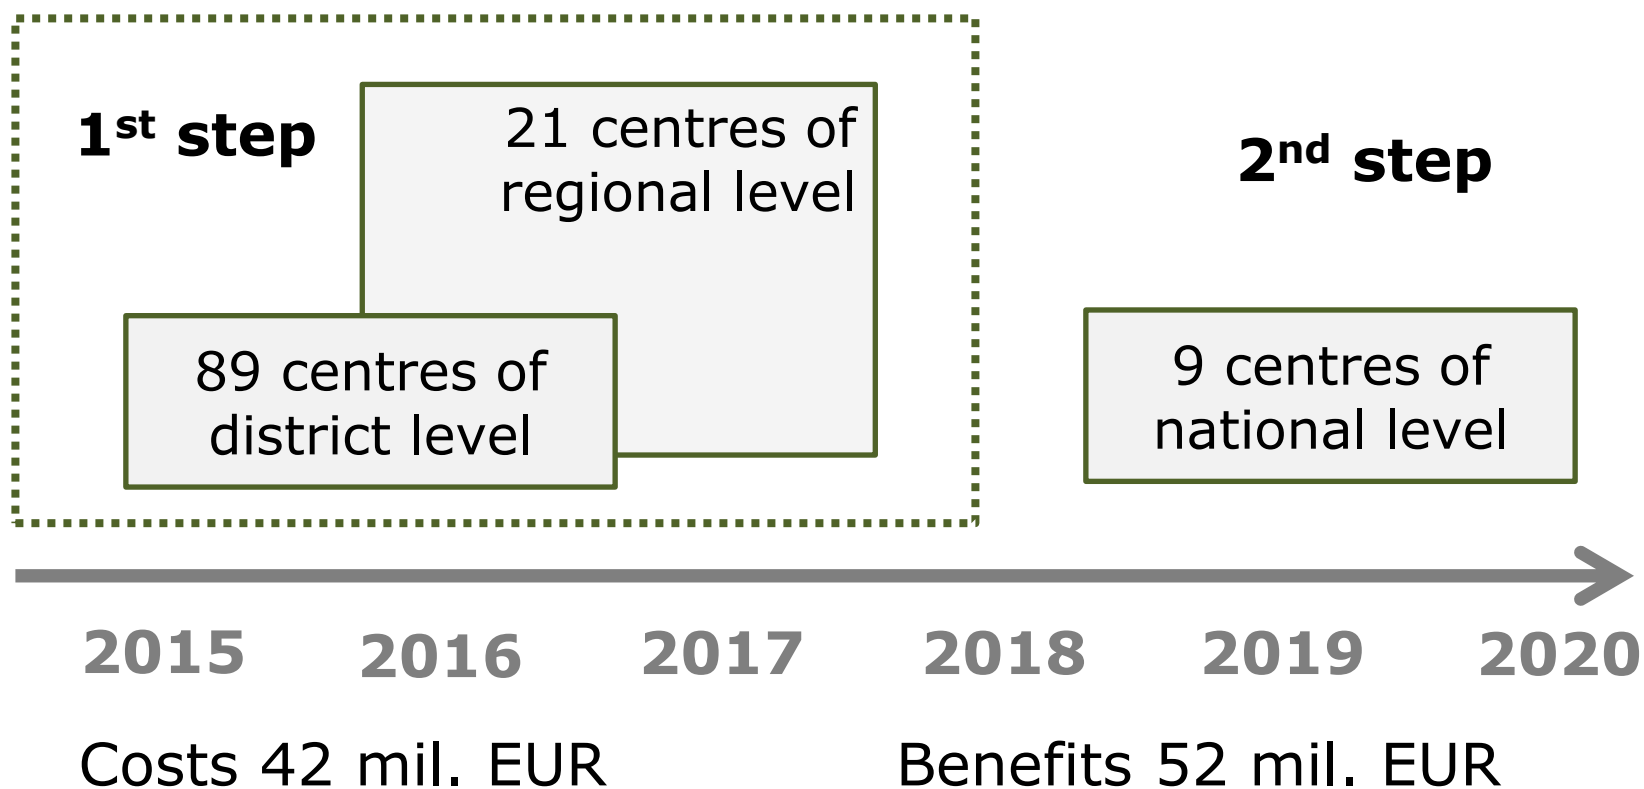 1st step
21 centres of
regional level
89 centres of
district level
2nd step
9 centres of
national level
2015 2016 2017 2018 2019 2020
Costs 42 mil. EUR
Benefits 52 mil. EUR